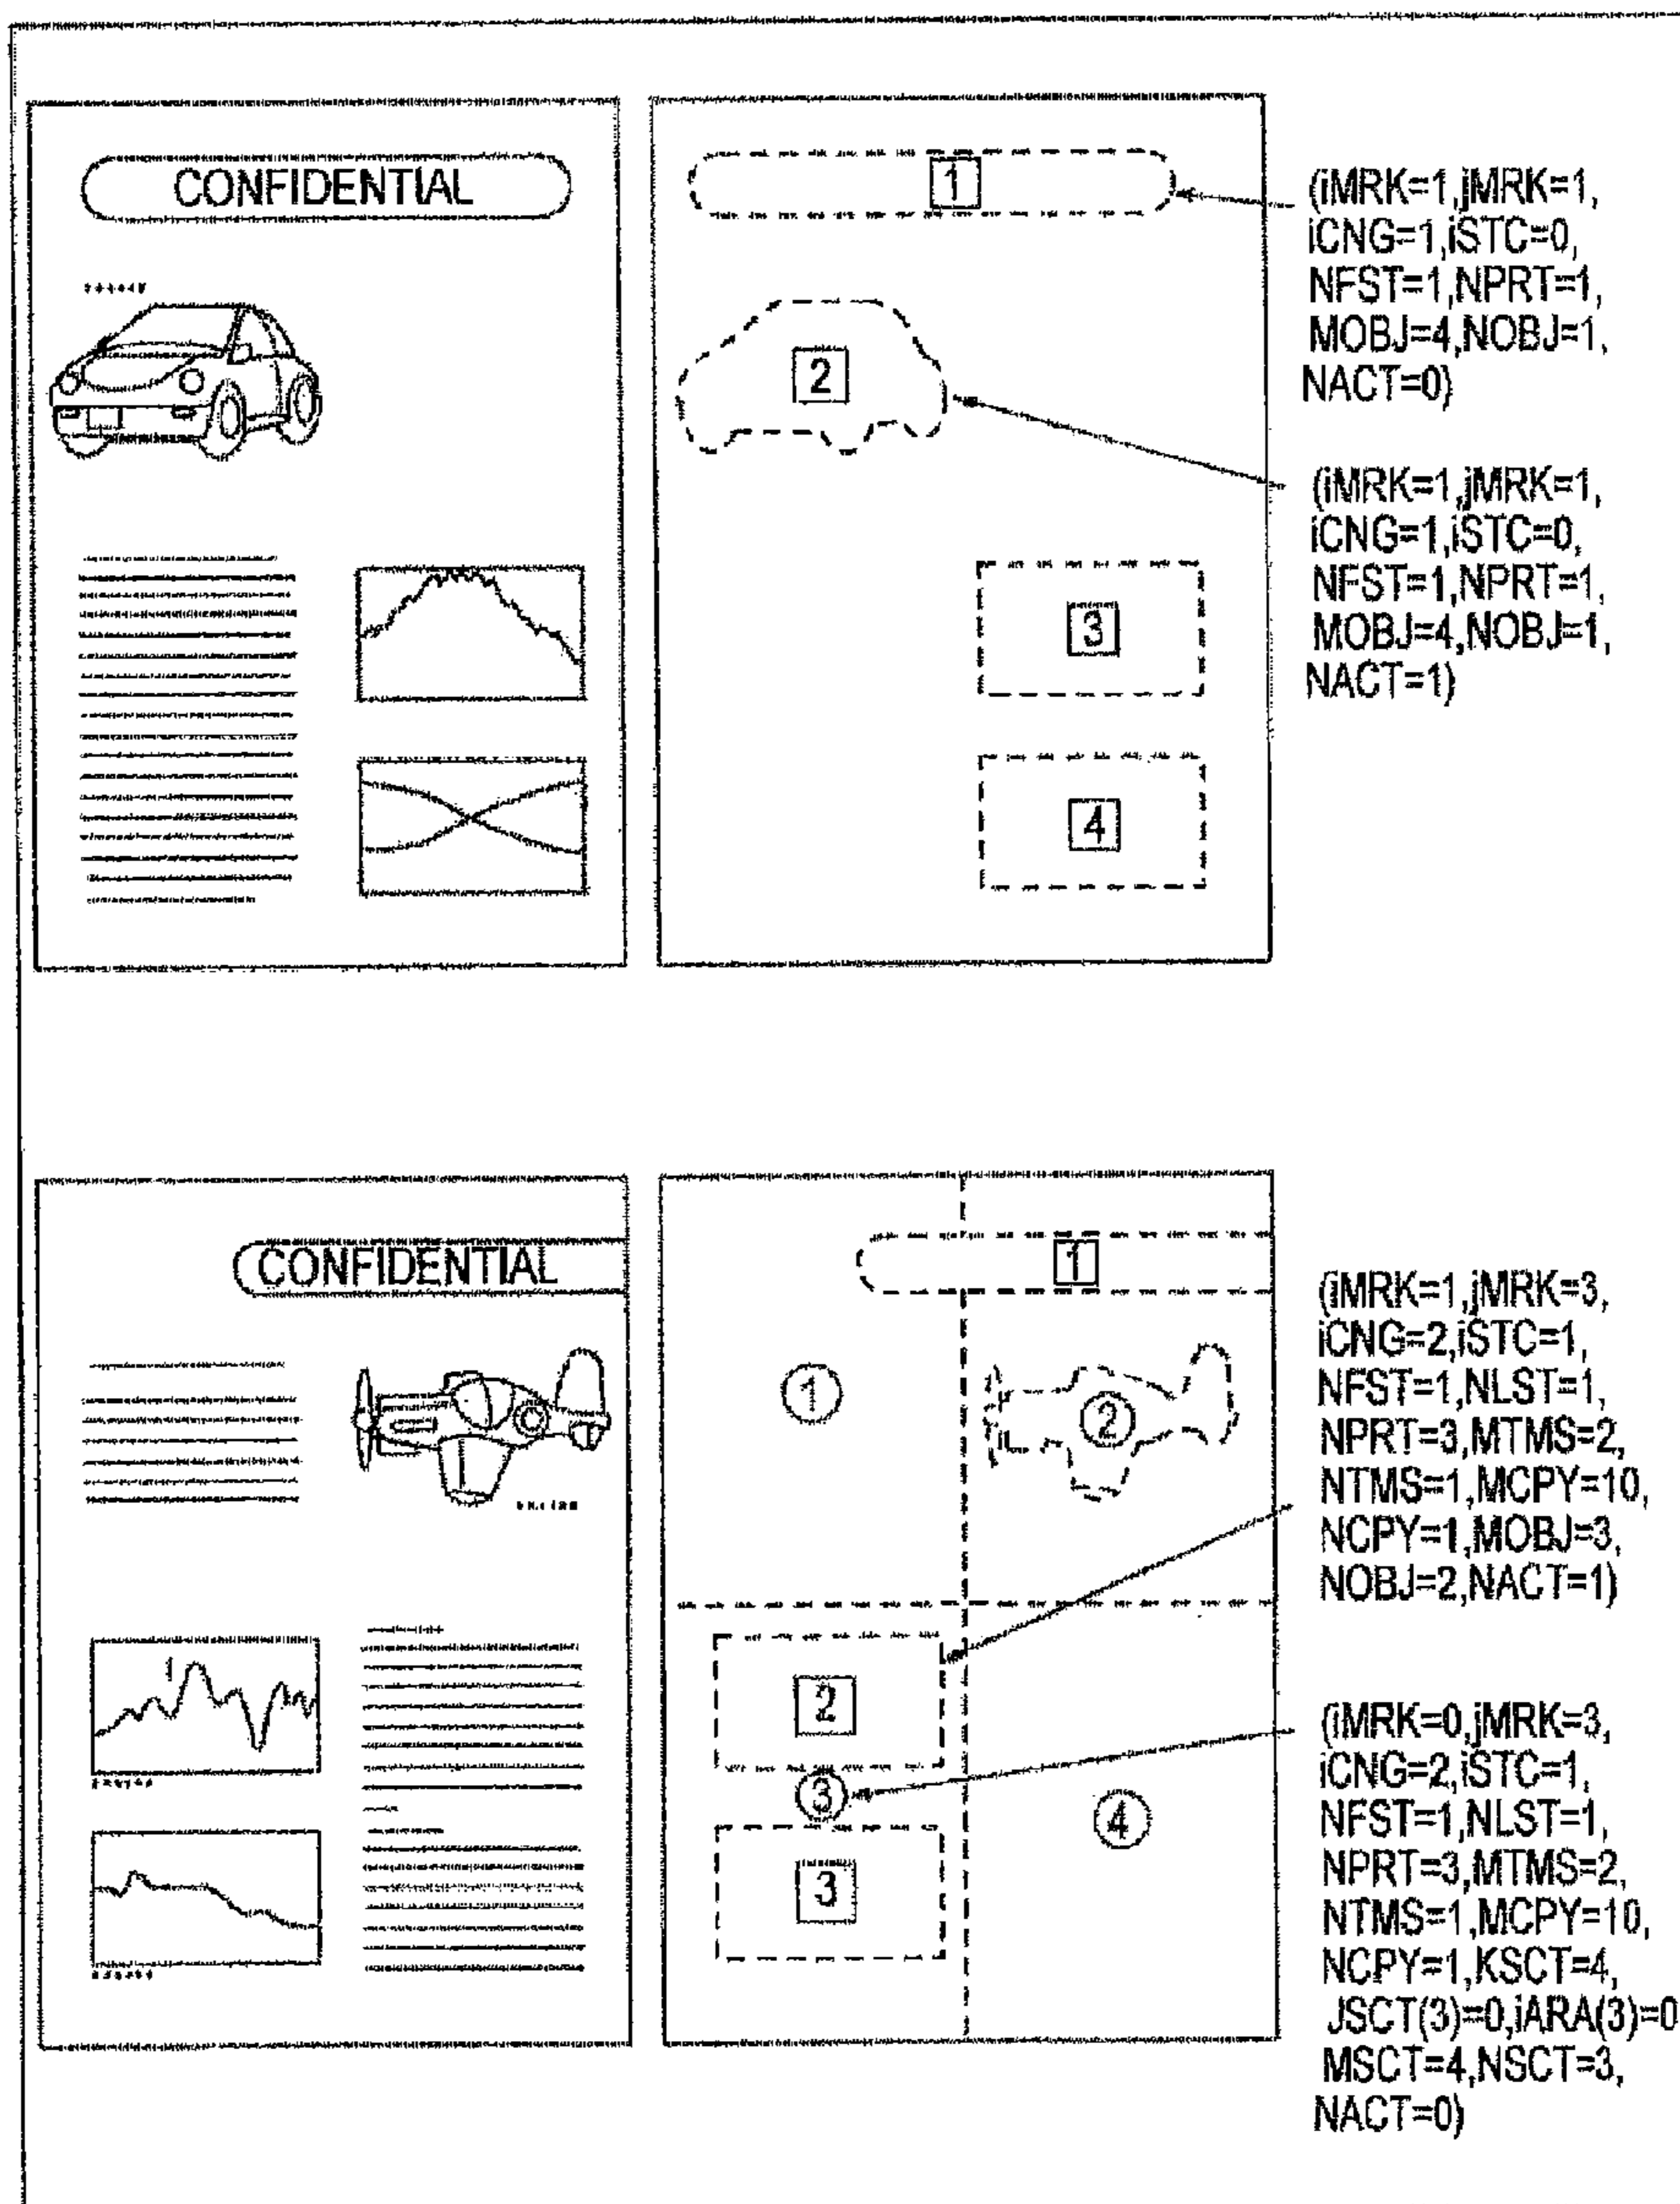 CONFIDENTIAL
1
2
3
4
(iMRK=1,jMRK=1,
iCNG=1,iSTC=0,
NFST=1,NPRT=1,
MOBJ=4,NOBJ=1,
NACT=0)
(iMRK=1,jMRK=1,
iCNG=1,iSTC=0,
NFST=1,NPRT=1,
MOBJ=4,NOBJ=1,
NACT=1)
CONFIDENTIAL
1
1
2
2
3
3
4
(iMRK=1,jMRK=3,
iCNG=2,iSTC=1,
NFST=1,NLST=1,
NPRT=3,MTMS=2,
NTMS=1,MCPY=10,
NCPY=1,MOBJ=3,
NOBJ=2,NACT=1)
(iMRK=0,jMRK=3,
iCNG=2,iSTC=1,
NFST=1,NLST=1,
NPRT=3,MTMS=2,
NTMS=1,MCPY=10,
NCPY=1,KSCT=4,
JSCT(3)=0,iARA(3)=0
MSCT=4,NSCT=3,
NACT=0)